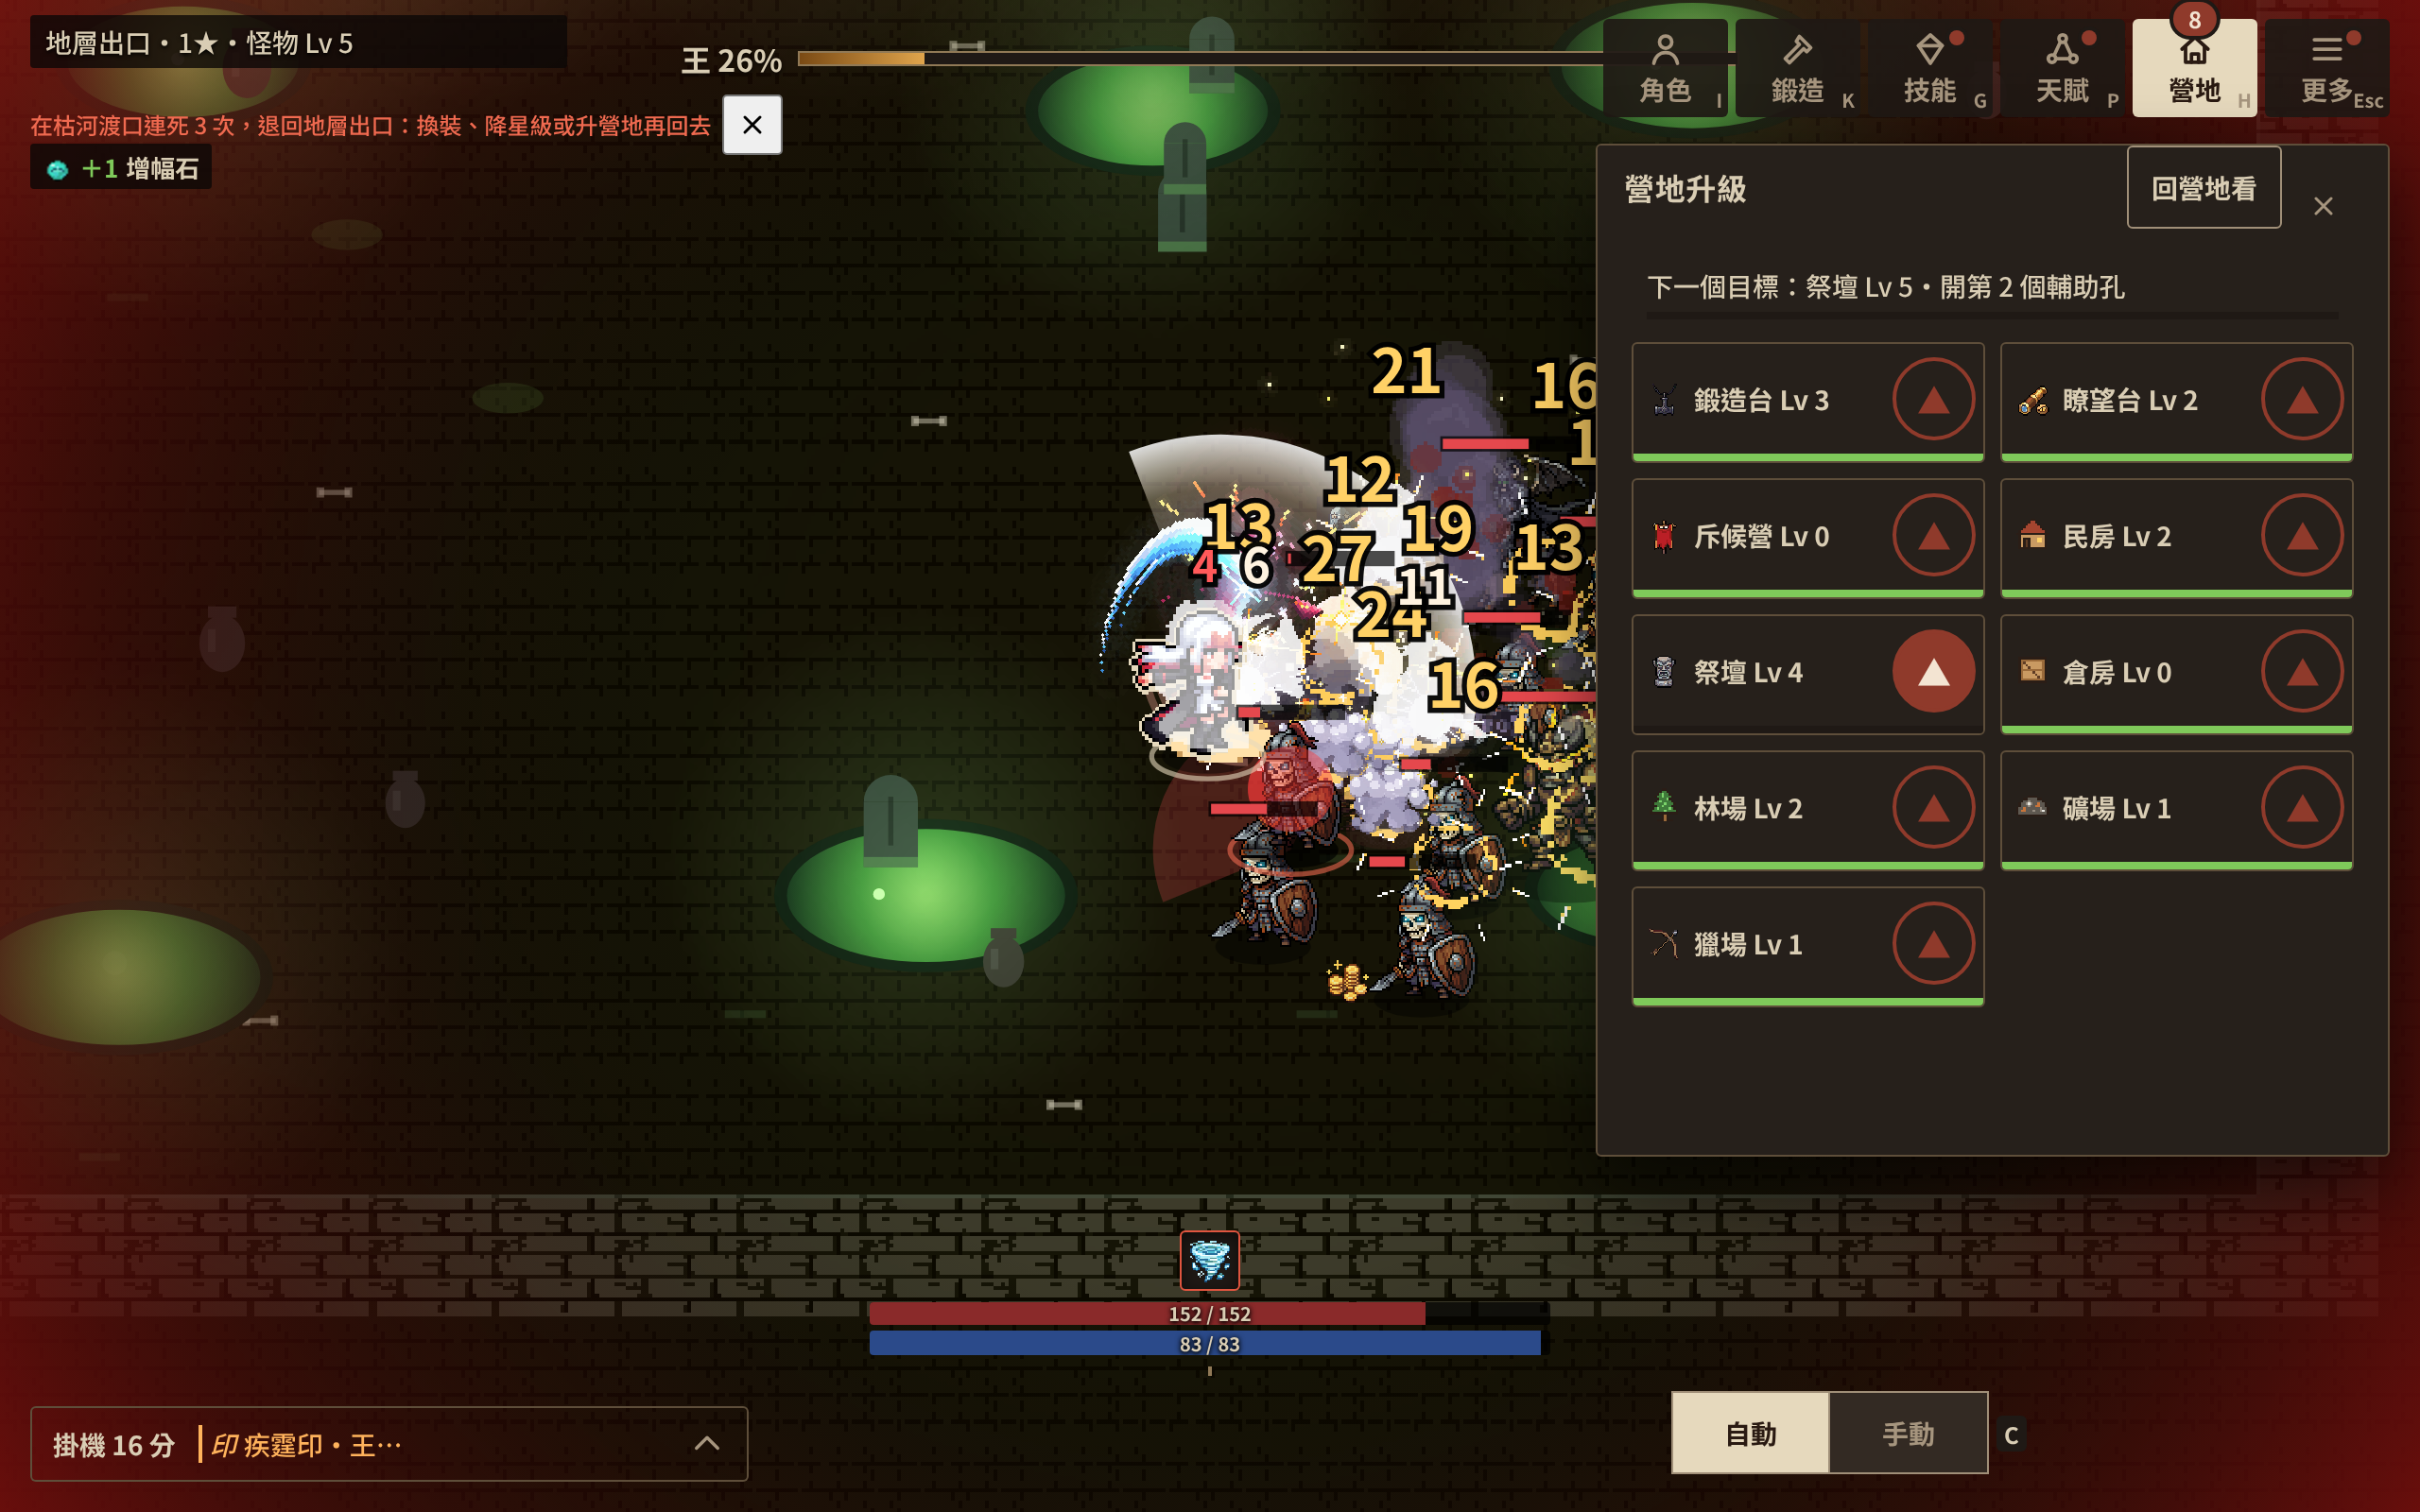 地層出口・1★・怪物 Lv 5
王 26%
8
角色 I
鍛造 K
技能 G
天賦 P
營地 H
更多 Esc
在枯河渡口連死 3 次，退回地層出口：換裝、降星級或升營地再回去
+1 增幅石
營地升級
回營地看
下一個目標：祭壇 Lv 5・開第 2 個輔助孔
鍛造台 Lv 3
瞭望台 Lv 2
斥候營 Lv 0
民房 Lv 2
祭壇 Lv 4
倉房 Lv 0
林場 Lv 2
礦場 Lv 1
獵場 Lv 1
21
16
1
12
13
19
27
13
4
6
11
24
16
152 / 152
83 / 83
掛機 16 分
印 疾霆印・王…
自動
手動
C